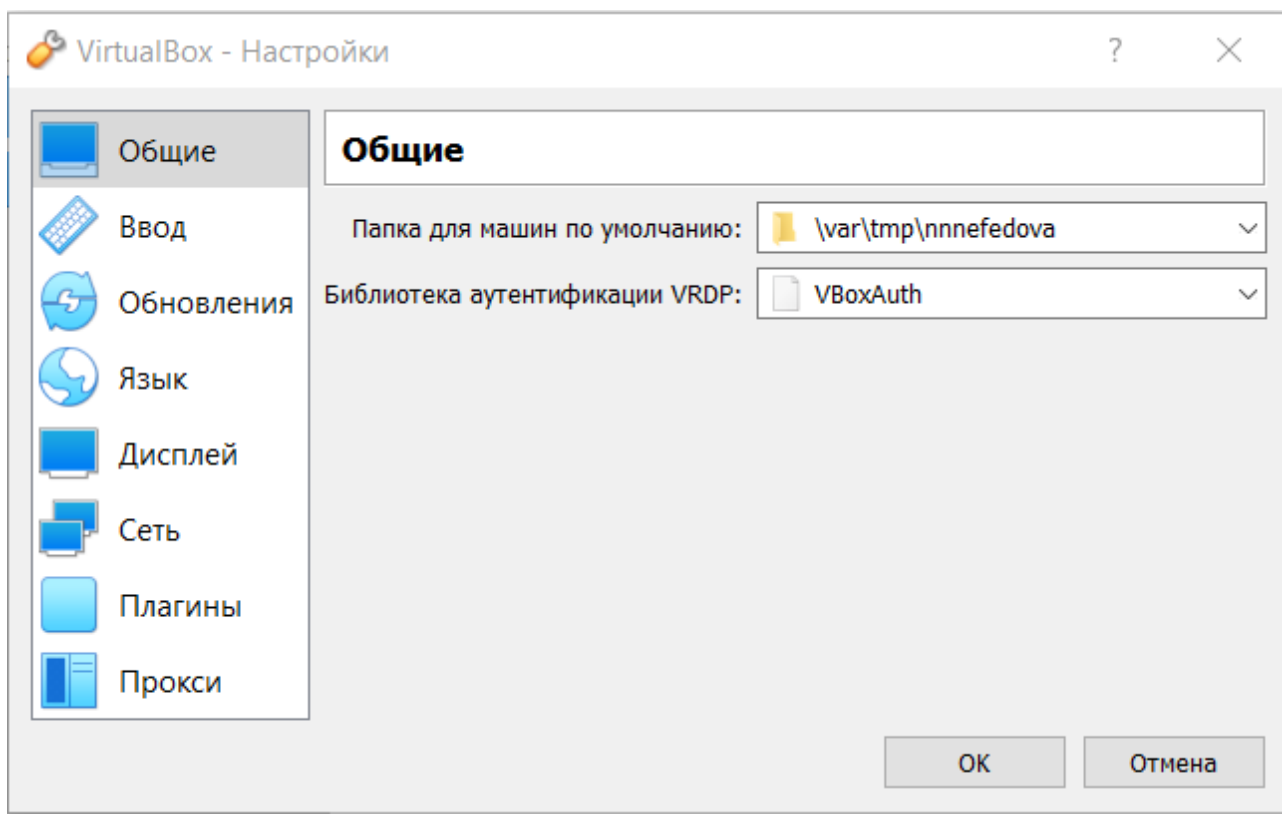 VirtualBox - Настройки ?
Общие
Ввод
Обновления
Язык
Дисплей
Сеть
Плагины
Прокси
Общие
Папка для машин по умолчанию: \var\tmp\nnnefedova
Библиотека аутентификации VRDP: VBoxAuth
OK Отмена